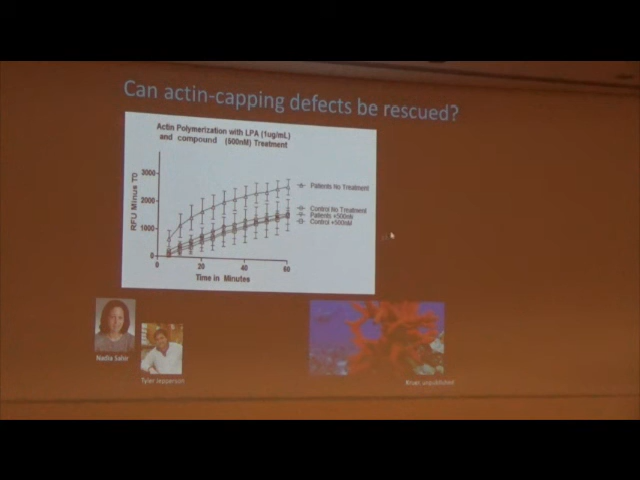 Can actin-capping defects be rescued?
Actin Polymerization with LPA (1ug/mL)
and compound (500nM) Treatment
RFU Minus T0
3000
2000
1000
0
0
20
40
60
Time in Minutes
Patients No Treatment
Control No Treatment
Patients +500nM
Control +500nM
Nadia Sahir
Tyler Jepperson
unpublished